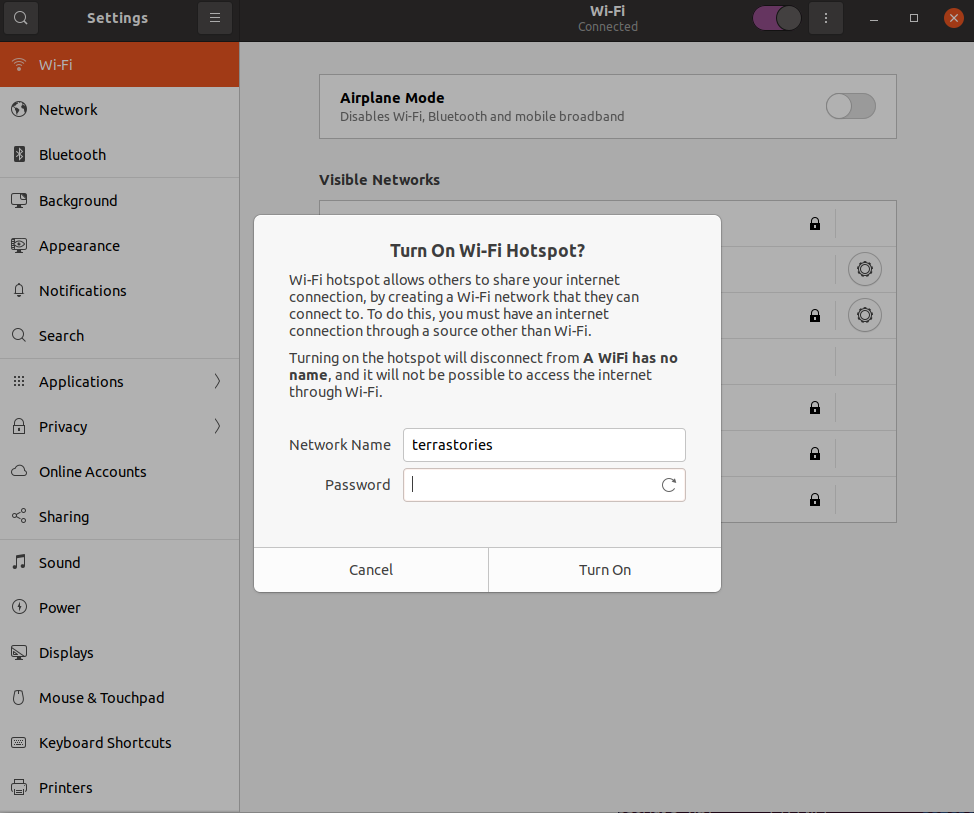 Settings
Wi-Fi
Connected
Wi-Fi
Network
Bluetooth
Background
Appearance
Notifications
Search
Applications
Privacy
Online Accounts
Sharing
Sound
Power
Displays
Mouse & Touchpad
Keyboard Shortcuts
Printers
Airplane Mode
Disables Wi-Fi, Bluetooth and mobile broadband
Visible Networks
Turn On Wi-Fi Hotspot?
Wi-Fi hotspot allows others to share your internet
connection, by creating a Wi-Fi network that they can
connect to. To do this, you must have an internet
connection through a source other than Wi-Fi.
Turning on the hotspot will disconnect from A WiFi has no
name, and it will not be possible to access the internet
through Wi-Fi.
Network Name terrastories
Password
Cancel Turn On